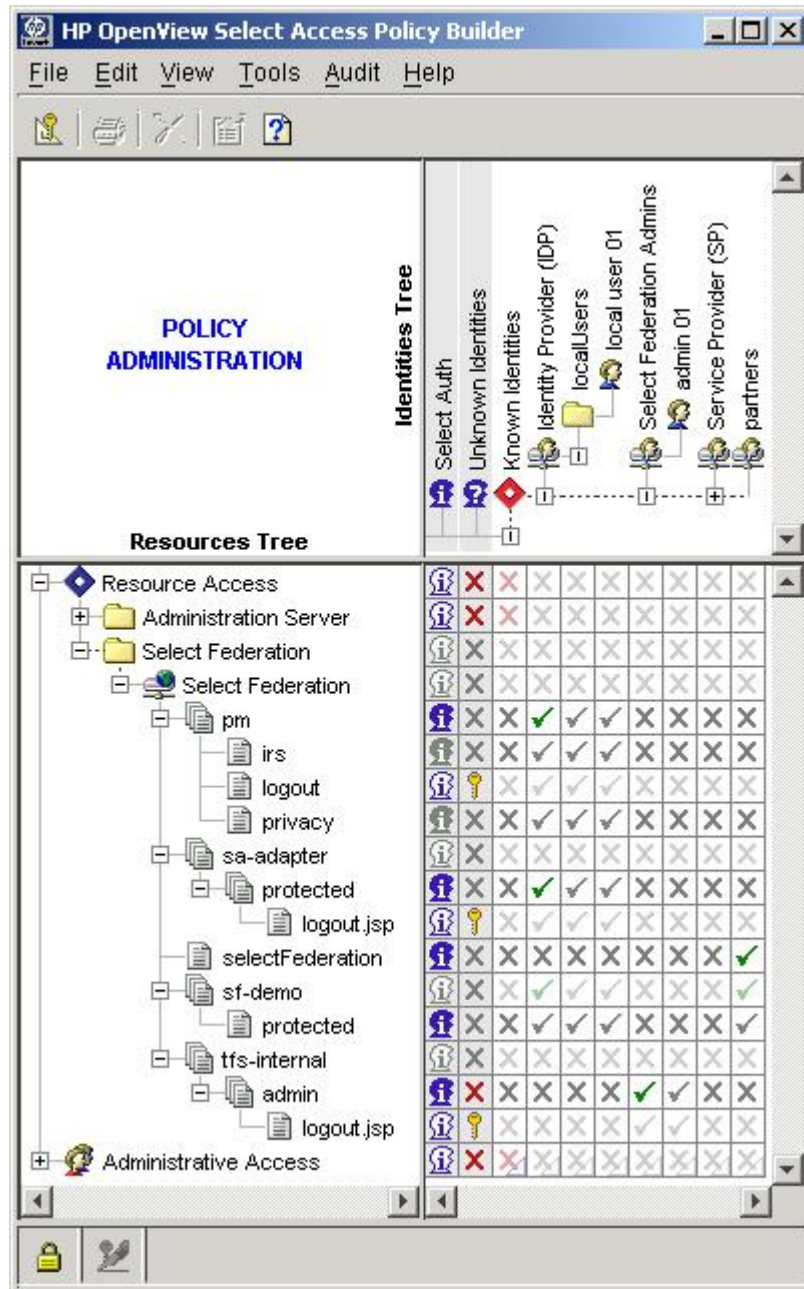 HP OpenView Select Access Policy Builder
File Edit View Tools Audit Help
POLICY
ADMINISTRATION
Identities Tree
Resources Tree
Select Auth
Unknown Identities
Known Identities
Identity Provider (IDP)
localUsers
local user 01
Select Federation Admins
admin 01
Service Provider (SP)
partners
Resource Access
Administration Server
Select Federation
Select Federation
pm
irs
logout
privacy
sa-adapter
protected
logout.jsp
selectFederation
sf-demo
protected
tfs-internal
admin
logout.jsp
Administrative Access